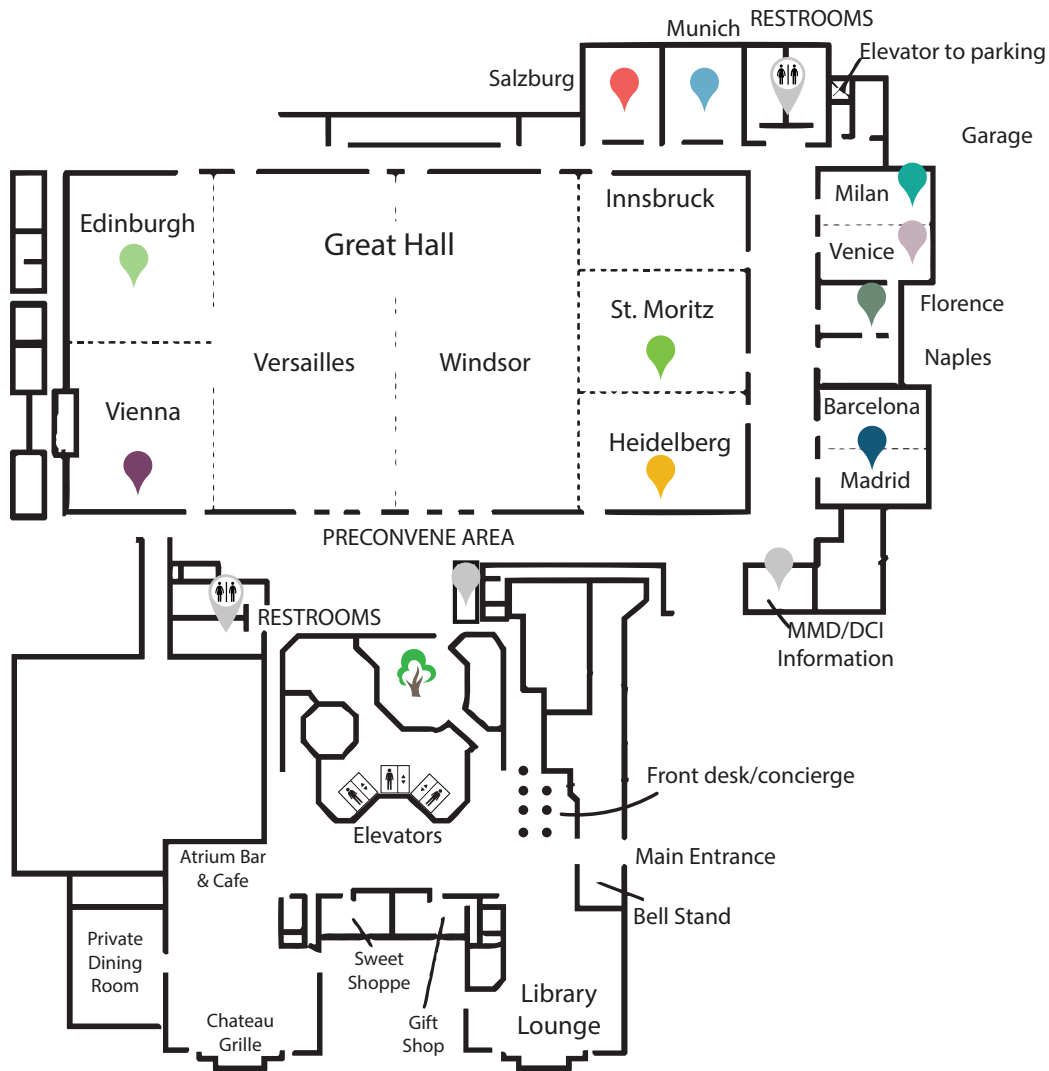 RESTROOMS
Munich
Elevator to parking
Salzburg
Garage
Milan
Innsbruck
Edinburgh
Great Hall
Venice
St. Moritz
Florence
Versailles
Windsor
Naples
Vienna
Barcelona
Heidelberg
Madrid
PRECONVENE AREA
RESTROOMS
MMD/DCI
Information
Front desk/concierge
Elevators
Atrium Bar
& Cafe
Main Entrance
Bell Stand
Private
Dining
Room
Sweet
Shoppe
Library
Lounge
Chateau
Grille
Gift
Shop